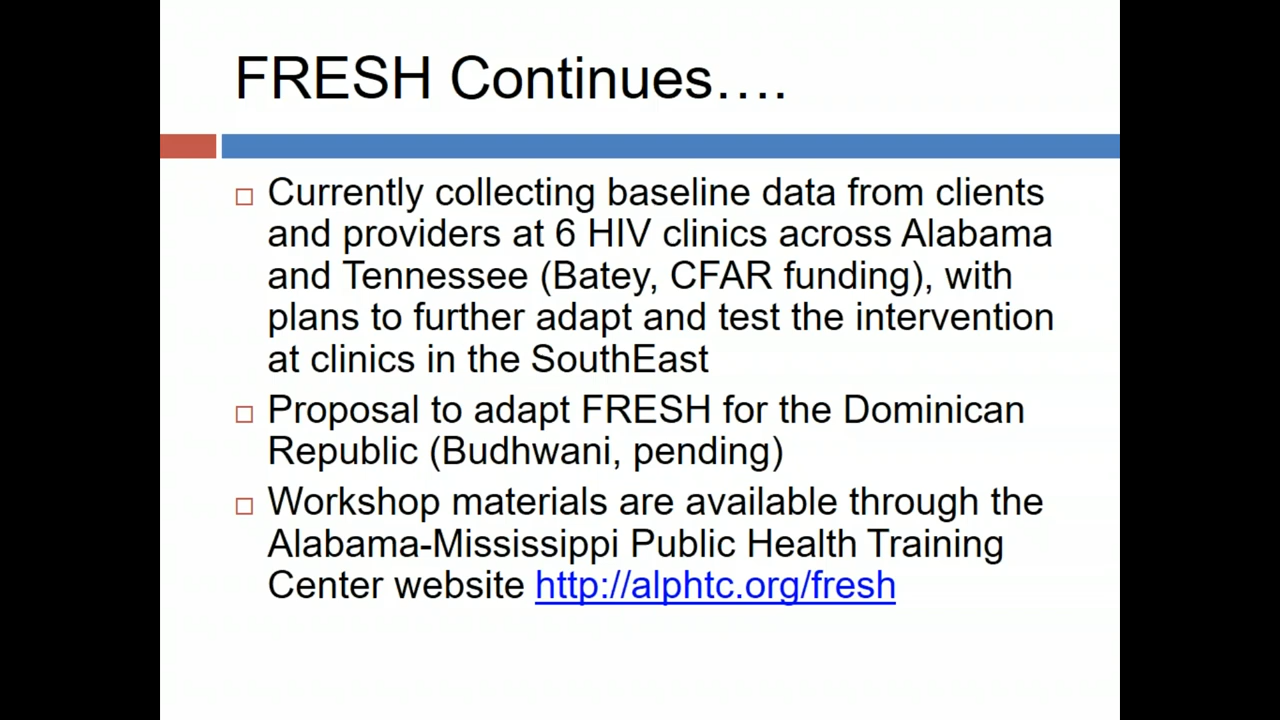 FRESH Continues….
Currently collecting baseline data from clients
and providers at 6 HIV clinics across Alabama
and Tennessee (Batey, CFAR funding), with
plans to further adapt and test the intervention
at clinics in the SouthEast
Proposal to adapt FRESH for the Dominican
Republic (Budhwani, pending)
Workshop materials are available through the
Alabama-Mississippi Public Health Training
Center website http://alphtc.org/fresh